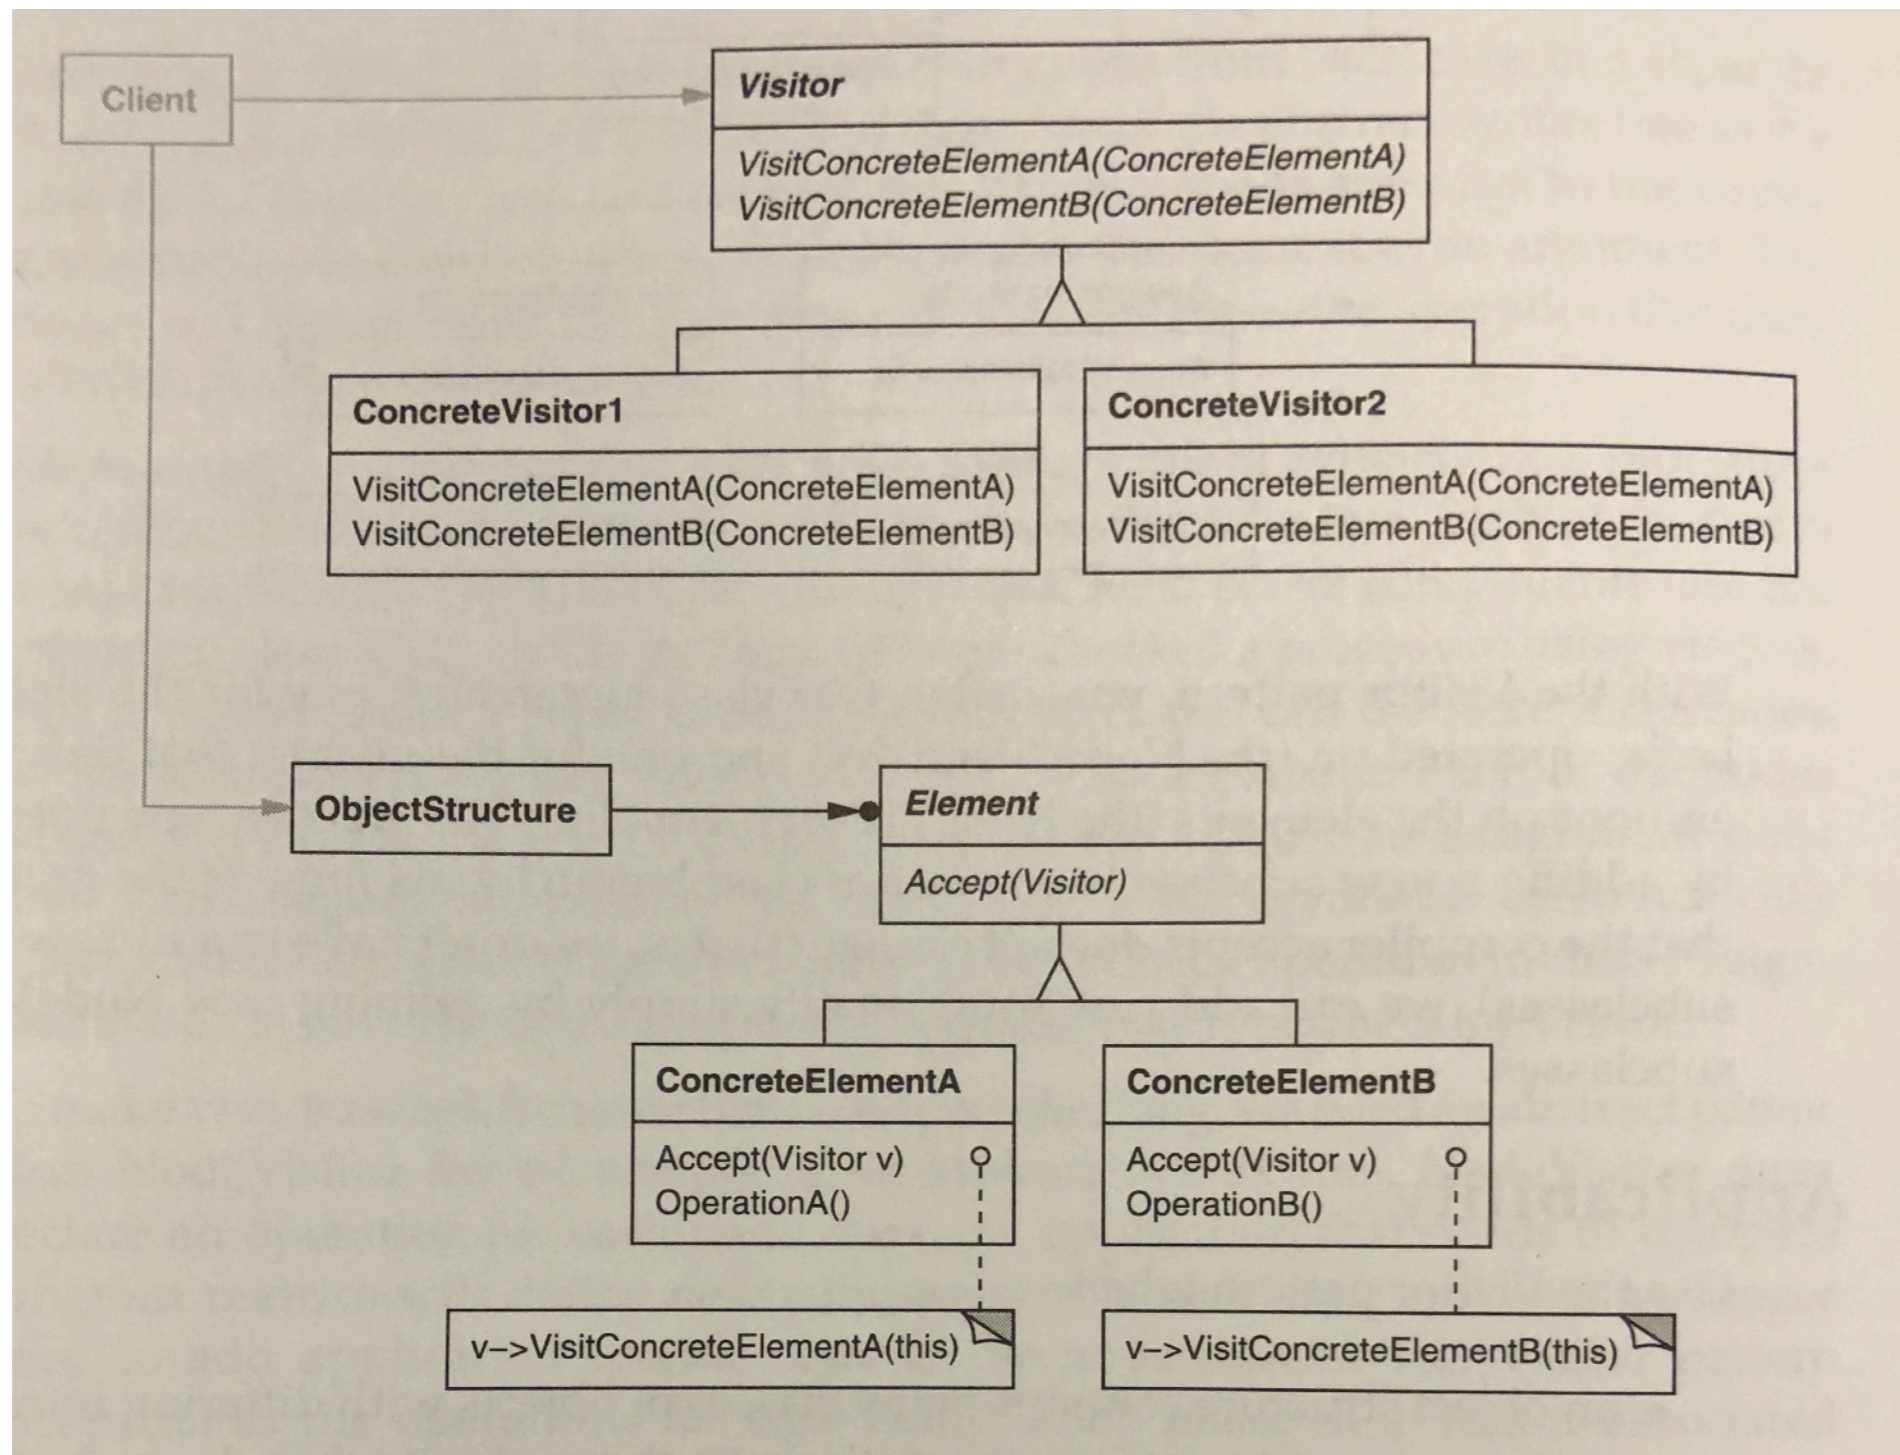 Client
Visitor
VisitConcreteElementA(ConcreteElementA)
VisitConcreteElementB(ConcreteElementB)
ConcreteVisitor1
VisitConcreteElementA(ConcreteElementA)
VisitConcreteElementB(ConcreteElementB)
ConcreteVisitor2
VisitConcreteElementA(ConcreteElementA)
VisitConcreteElementB(ConcreteElementB)
ObjectStructure
Element
Accept(Visitor)
ConcreteElementA
Accept(Visitor v)
OperationA()
ConcreteElementB
Accept(Visitor v)
OperationB()
v–>VisitConcreteElementA(this)
v–>VisitConcreteElementB(this)